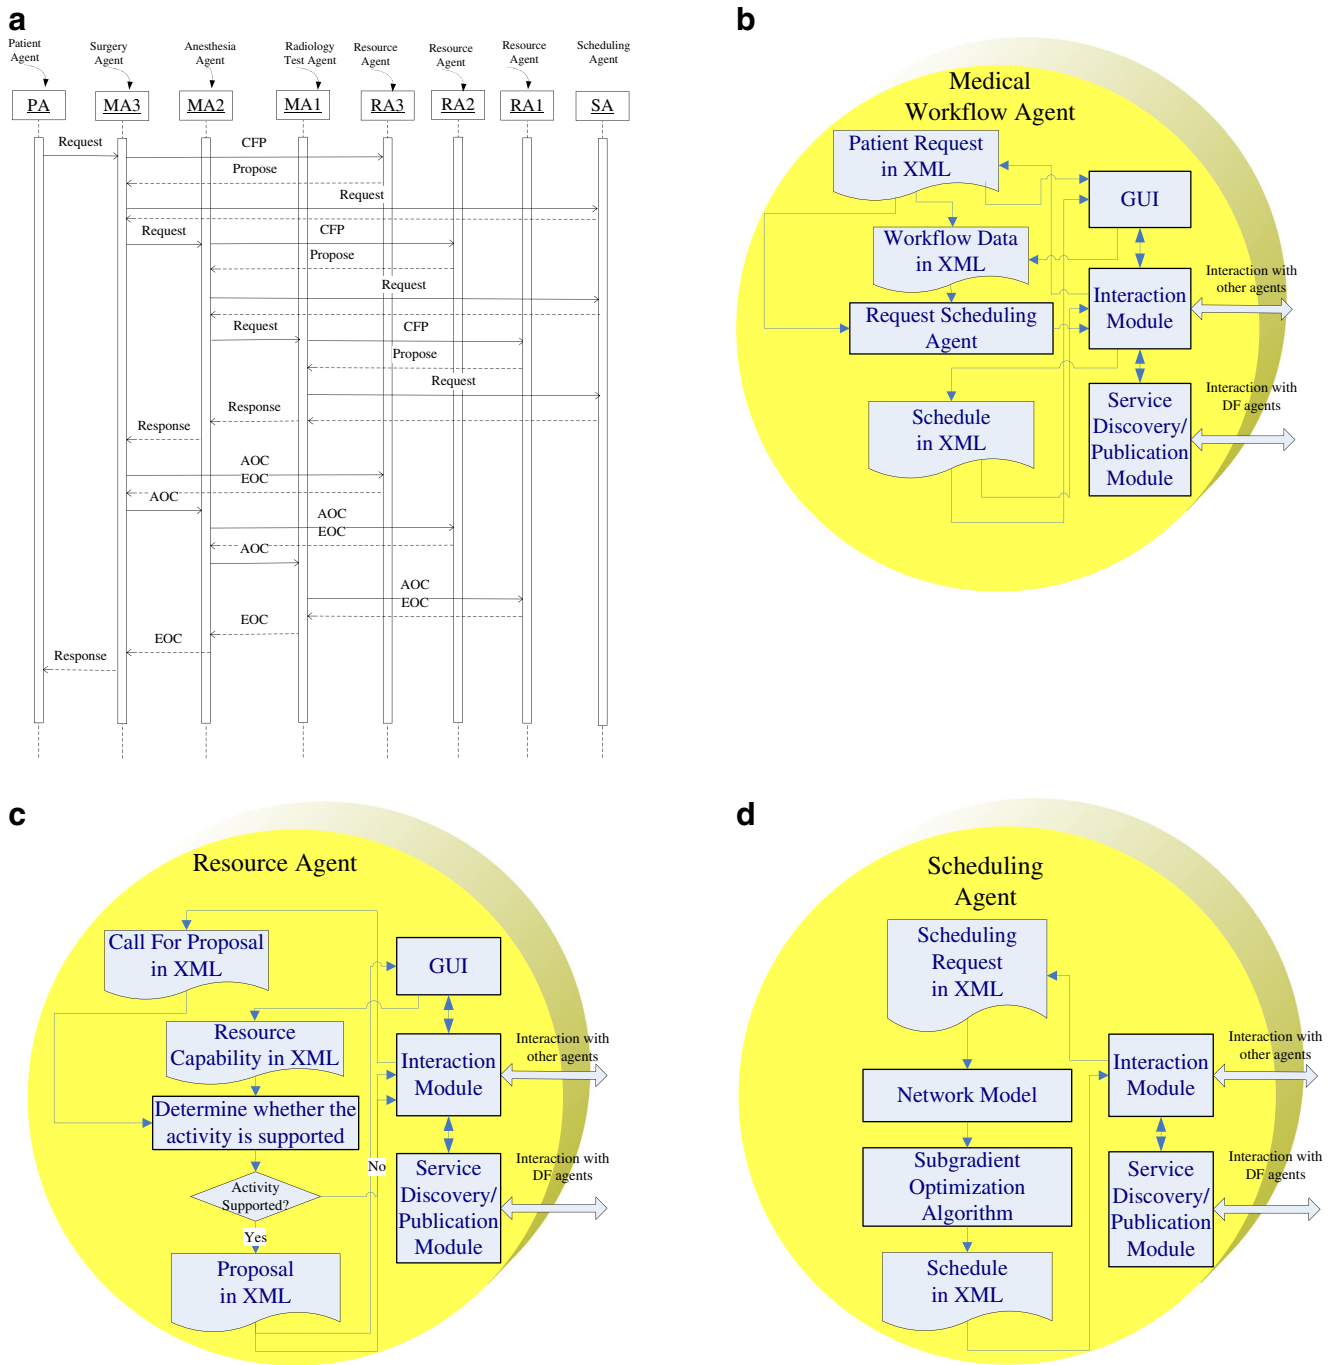 a
Patient
Agent
Surgery
Agent
Anesthesia
Agent
Radiology
Test Agent
Resource
Agent
Resource
Agent
Resource
Agent
Scheduling
Agent
PA
MA3
MA2
MA1
RA3
RA2
RA1
SA
Request
CFP
Propose
Request
Request
CFP
Propose
Request
Request
CFP
Propose
Request
Response
Response
AOC
EOC
AOC
AOC
EOC
AOC
AOC
EOC
EOC
EOC
Response
b
Medical
Workflow Agent
Patient Request
in XML
GUI
Workflow Data
in XML
Request Scheduling
Agent
Interaction
Module
Interaction with
other agents
Schedule
in XML
Service
Discovery/
Publication
Module
Interaction with
DF agents
c
Resource Agent
Call For Proposal
in XML
GUI
Resource
Capability in XML
Interaction
Module
Interaction with
other agents
Determine whether the
activity is supported
No
Activity
Supported?
Yes
Service
Discovery/
Publication
Module
Interaction with
DF agents
Proposal
in XML
d
Scheduling
Agent
Scheduling
Request
in XML
Interaction
Module
Interaction with
other agents
Network Model
Subgradient
Optimization
Algorithm
Service
Discovery/
Publication
Module
Interaction with
DF agents
Schedule
in XML